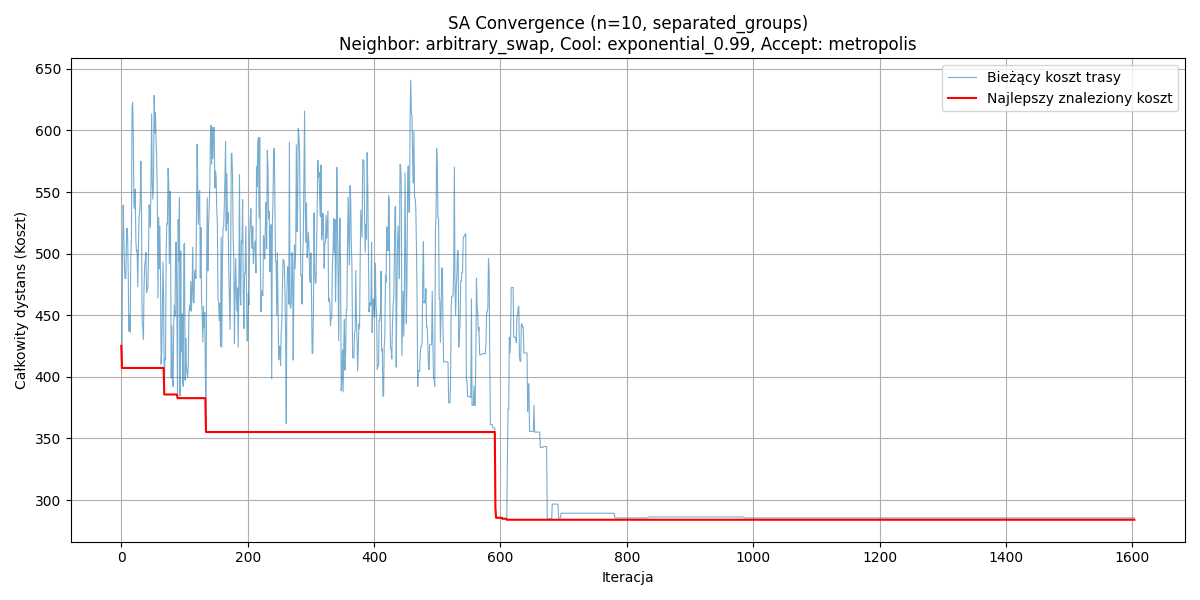 SA Convergence (n=10, separated_groups)
Neighbor: arbitrary_swap, Cool: exponential_0.99, Accept: metropolis
Bieżący koszt trasy
Najlepszy znaleziony koszt
Całkowity dystans (Koszt)
650
600
550
500
450
400
350
300
0
200
400
600
800
1000
1200
1400
1600
Iteracja